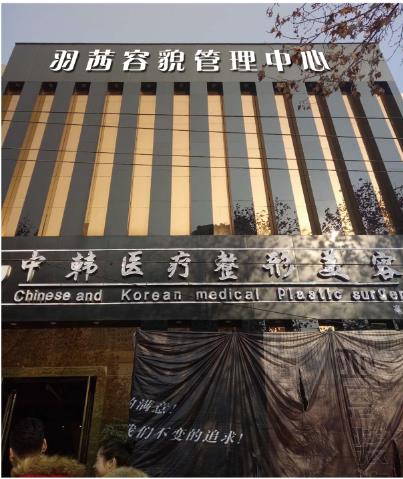 羽茜容貌管理中心
中韩医疗整形美容
Chinese and Korean medical Plastic surger
的满意!
我们不变的追求!